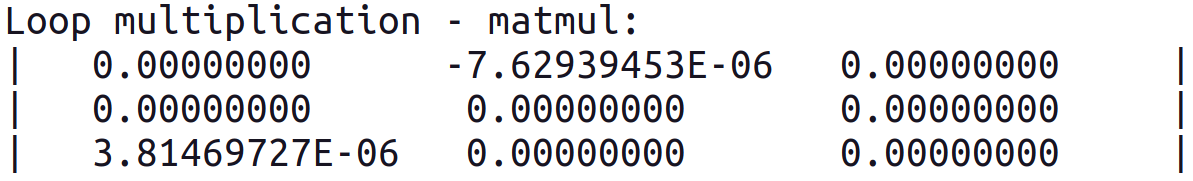 Loop multiplication - matmul:
|   0.00000000       -7.62939453E-06   0.00000000      |
|   0.00000000        0.00000000       0.00000000      |
|   3.81469727E-06   0.00000000       0.00000000      |